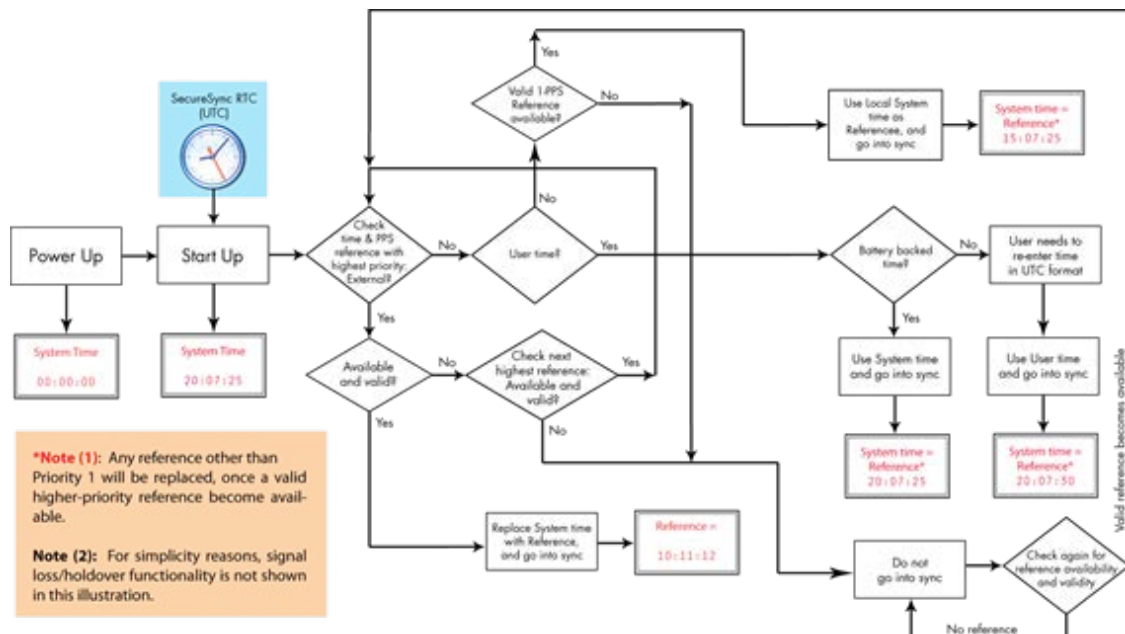 SecureSync RTC
(UTC)
Power Up
Start Up
System Time
00:00:00
System Time
20:07:25
Check
time & PPS
reference with
highest priority:
External?
No
Yes
User time?
No
Yes
Valid 1-PPS
Reference
available?
Yes
No
Use Local System
time as
Referencee, and
go into sync
System time =
Reference*
15:07:25
Battery backed
time?
No
Yes
User needs to
re-enter time
in UTC format
Use System time
and go into sync
Use User time
and go into sync
System time =
Reference*
20:07:25
System time =
Reference*
20:07:30
Available
and valid?
No
Yes
Check next
highest reference:
Available and
valid?
Yes
No
Replace System time
with Reference,
and go into sync
Reference =
10:11:12
Do not
go into sync
Check again for
reference availability
and validity
No reference
Valid reference becomes available
*Note (1): Any reference other than
Priority 1 will be replaced, once a valid
higher-priority reference become avail-
able.
Note (2): For simplicity reasons, signal
loss/holdover functionality is not shown
in this illustration.